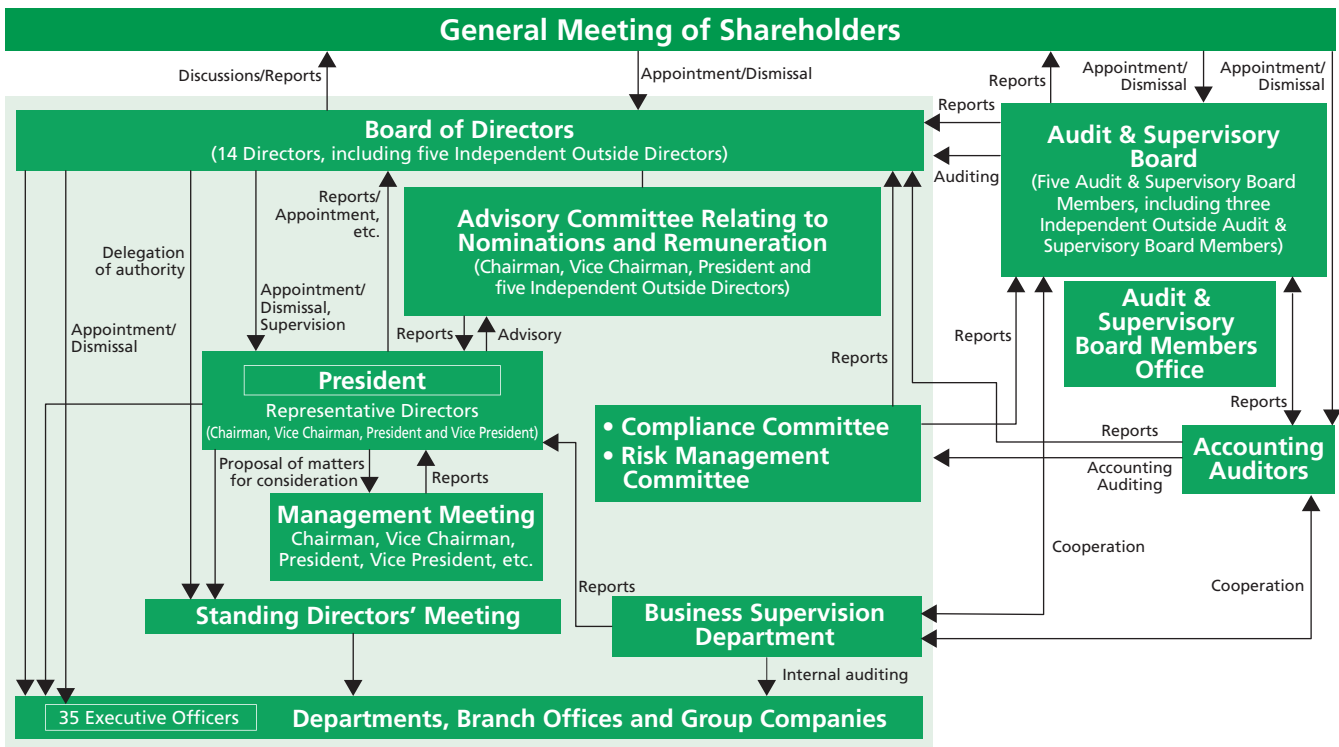 General Meeting of Shareholders
Discussions/Reports
Appointment/Dismissal
Reports
Appointment/
Dismissal
Appointment/
Dismissal
Board of Directors
(14 Directors, including five Independent Outside Directors)
Reports
Auditing
Audit & Supervisory
Board
(Five Audit & Supervisory Board
Members, including three
Independent Outside Audit &
Supervisory Board Members)
Reports/
Appointment,
etc.
Advisory Committee Relating to
Nominations and Remuneration
(Chairman, Vice Chairman, President and
five Independent Outside Directors)
Delegation
of authority
Appointment/
Dismissal,
Supervision
Appointment/
Dismissal
Reports
Advisory
Reports
Reports
Audit &
Supervisory
Board Members
Office
Reports
President
Representative Directors
(Chairman, Vice Chairman, President and Vice President)
• Compliance Committee
• Risk Management
Committee
Reports
Accounting
Auditing
Accounting
Auditors
Proposal of matters
for consideration
Reports
Management Meeting
Chairman, Vice Chairman,
President, Vice President, etc.
Cooperation
Cooperation
Reports
Standing Directors’ Meeting
Business Supervision
Department
Internal auditing
35 Executive Officers
Departments, Branch Offices and Group Companies